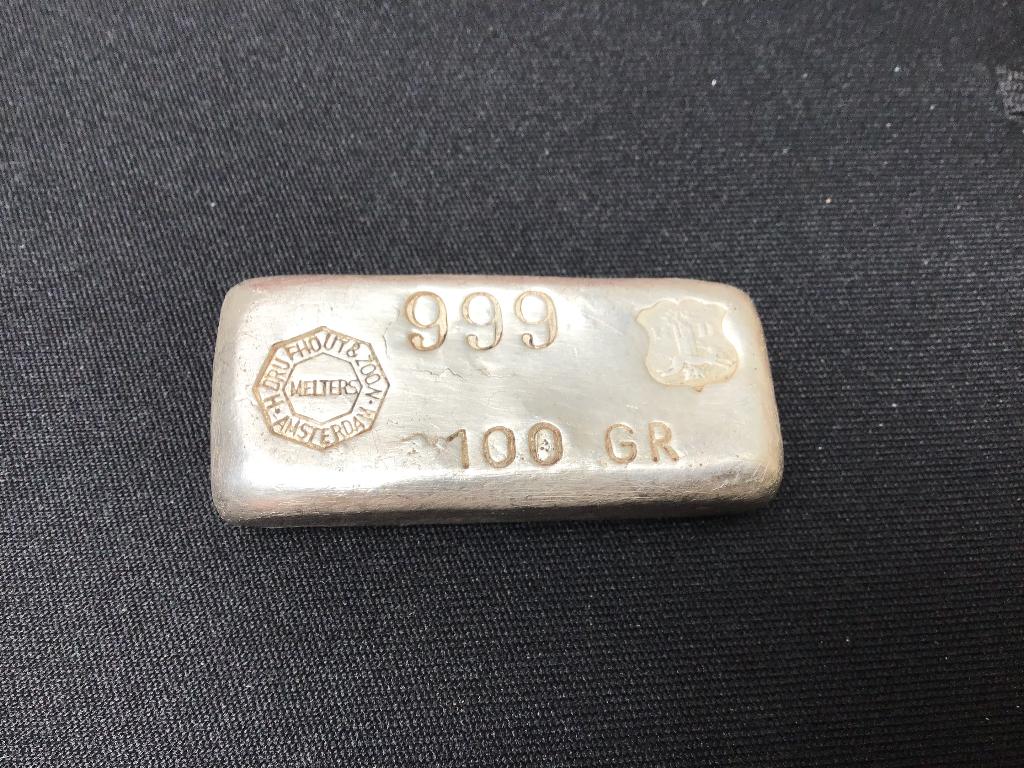 999
H. DRIJFHOUT & ZOON.
MELTERS
• AMSTERDAM •
100 GR